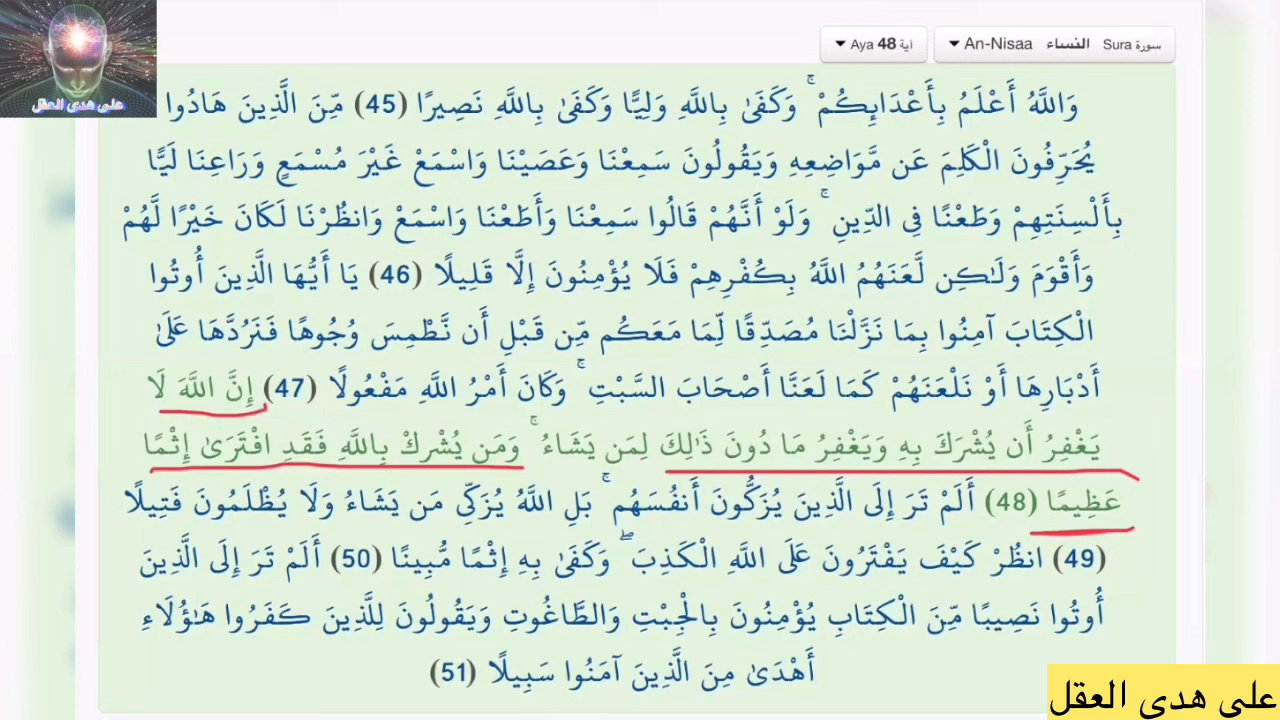 على هدى العقل
سورة Sura النساء An-Nisaa
آية Aya 48
وَاللَّهُ أَعْلَمُ بِأَعْدَائِكُمْ ۚ وَكَفَىٰ بِاللَّهِ وَلِيًّا وَكَفَىٰ بِاللَّهِ نَصِيرًا (45) مِّنَ الَّذِينَ هَادُوا
يُحَرِّفُونَ الْكَلِمَ عَن مَّوَاضِعِهِ وَيَقُولُونَ سَمِعْنَا وَعَصَيْنَا وَاسْمَعْ غَيْرَ مُسْمَعٍ وَرَاعِنَا لَيًّا
بِأَلْسِنَتِهِمْ وَطَعْنًا فِي الدِّينِ ۚ وَلَوْ أَنَّهُمْ قَالُوا سَمِعْنَا وَأَطَعْنَا وَاسْمَعْ وَانظُرْنَا لَكَانَ خَيْرًا لَّهُمْ
وَأَقْوَمَ وَلَٰكِن لَّعَنَهُمُ اللَّهُ بِكُفْرِهِمْ فَلَا يُؤْمِنُونَ إِلَّا قَلِيلًا (46) يَا أَيُّهَا الَّذِينَ أُوتُوا
الْكِتَابَ آمِنُوا بِمَا نَزَّلْنَا مُصَدِّقًا لِّمَا مَعَكُم مِّن قَبْلِ أَن نَّطْمِسَ وُجُوهًا فَنَرُدَّهَا عَلَىٰ
أَدْبَارِهَا أَوْ نَلْعَنَهُمْ كَمَا لَعَنَّا أَصْحَابَ السَّبْتِ ۚ وَكَانَ أَمْرُ اللَّهِ مَفْعُولًا (47) إِنَّ اللَّهَ لَا
يَغْفِرُ أَن يُشْرَكَ بِهِ وَيَغْفِرُ مَا دُونَ ذَٰلِكَ لِمَن يَشَاءُ ۚ وَمَن يُشْرِكْ بِاللَّهِ فَقَدِ افْتَرَىٰ إِثْمًا
عَظِيمًا (48) أَلَمْ تَرَ إِلَى الَّذِينَ يُزَكُّونَ أَنفُسَهُم ۚ بَلِ اللَّهُ يُزَكِّي مَن يَشَاءُ وَلَا يُظْلَمُونَ فَتِيلًا
(49) انظُرْ كَيْفَ يَفْتَرُونَ عَلَى اللَّهِ الْكَذِبَ ۖ وَكَفَىٰ بِهِ إِثْمًا مُّبِينًا (50) أَلَمْ تَرَ إِلَى الَّذِينَ
أُوتُوا نَصِيبًا مِّنَ الْكِتَابِ يُؤْمِنُونَ بِالْجِبْتِ وَالطَّاغُوتِ وَيَقُولُونَ لِلَّذِينَ كَفَرُوا هَٰؤُلَاءِ
أَهْدَىٰ مِنَ الَّذِينَ آمَنُوا سَبِيلًا (51)
على هدى العقل